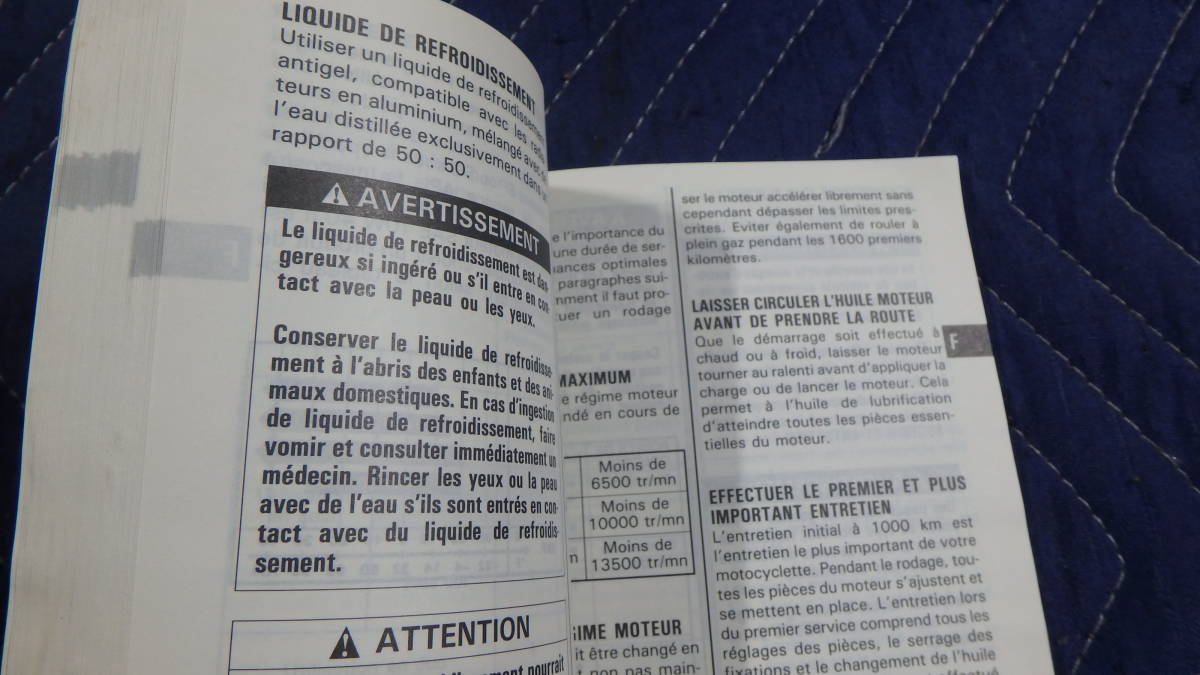 LIQUIDE DE REFROIDISSEMENT
Utiliser un liquide de refroidissement
antigel, compatible avec les radia-
teurs en aluminium, mélangé avec de
l'eau distillée exclusivement dans un
rapport de 50 : 50.
⚠ AVERTISSEMENT
Le liquide de refroidissement est dan-
gereux si ingéré ou s'il entre en con-
tact avec la peau ou les yeux.
Conserver le liquide de refroidisse-
ment à l'abris des enfants et des ani-
maux domestiques. En cas d'ingestion
de liquide de refroidissement, faire
vomir et consulter immédiatement un
médecin. Rincer les yeux ou la peau
avec de l'eau s'ils sont entrés en con-
tact avec du liquide de refroidis-
sement.
⚠ ATTENTION
pourrait
e l'importance du
une durée de ser-
ances optimales
paragraphes sui-
mment il faut pro-
uer un rodage
MAXIMUM
e régime moteur
ndé en cours de
Moins de
6500 tr/mn
Moins de
10000 tr/mn
n
Moins de
13500 tr/mn
GIME MOTEUR
it être changé en
t non pas main-
ser le moteur accélérer librement sans
cependant dépasser les limites pres-
crites. Eviter également de rouler à
plein gaz pendant les 1600 premiers
kilomètres.
LAISSER CIRCULER L'HUILE MOTEUR
AVANT DE PRENDRE LA ROUTE
Que le démarrage soit effectué à
chaud ou à froid, laisser le moteur
tourner au ralenti avant d'appliquer la
charge ou de lancer le moteur. Cela
permet à l'huile de lubrification
d'atteindre toutes les pièces essen-
tielles du moteur.
F
EFFECTUER LE PREMIER ET PLUS
IMPORTANT ENTRETIEN
L'entretien initial à 1000 km est
l'entretien le plus important de votre
motocyclette. Pendant le rodage, tou-
tes les pièces du moteur s'ajustent et
se mettent en place. L'entretien lors
du premier service comprend tous les
réglages des pièces, le serrage des
fixations et le changement de l'huile
effectué